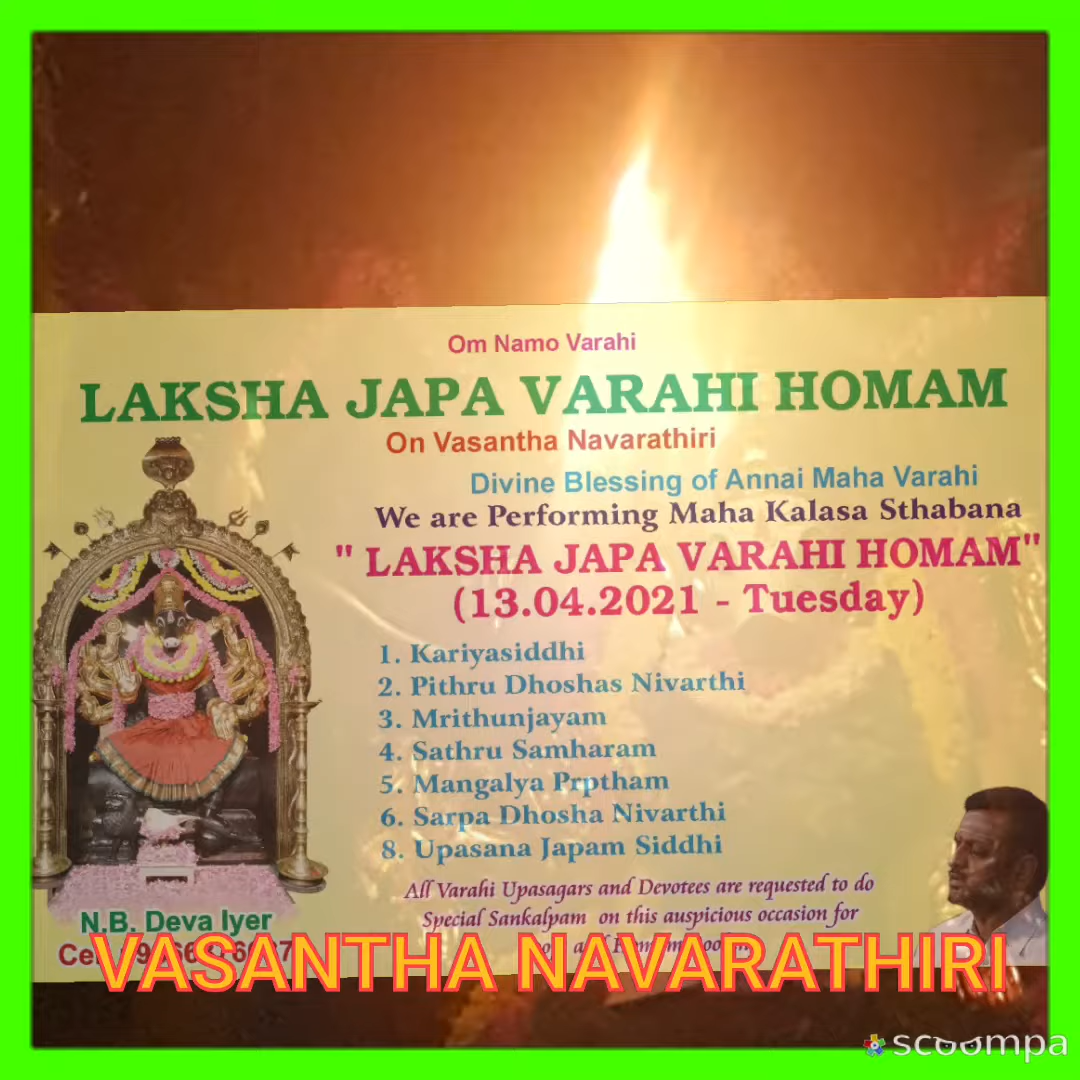 Om Namo Varahi
LAKSHA JAPA VARAHI HOMAM
On Vasantha Navarathiri
Divine Blessing of Annai Maha Varahi
We are Performing Maha Kalasa Sthabana
" LAKSHA JAPA VARAHI HOMAM"
(13.04.2021 - Tuesday)
1. Kariyasiddhi
2. Pithru Dhoshas Nivarthi
3. Mrithunjayam
4. Sathru Samharam
5. Mangalya Prptham
6. Sarpa Dhosha Nivarthi
8. Upasana Japam Siddhi
All Varahi Upasagars and Devotees are requested to do
Special Sankalpam on this auspicious occasion for
N.B. Deva Iyer
VASANTHA NAVARATHIRI
scoompa